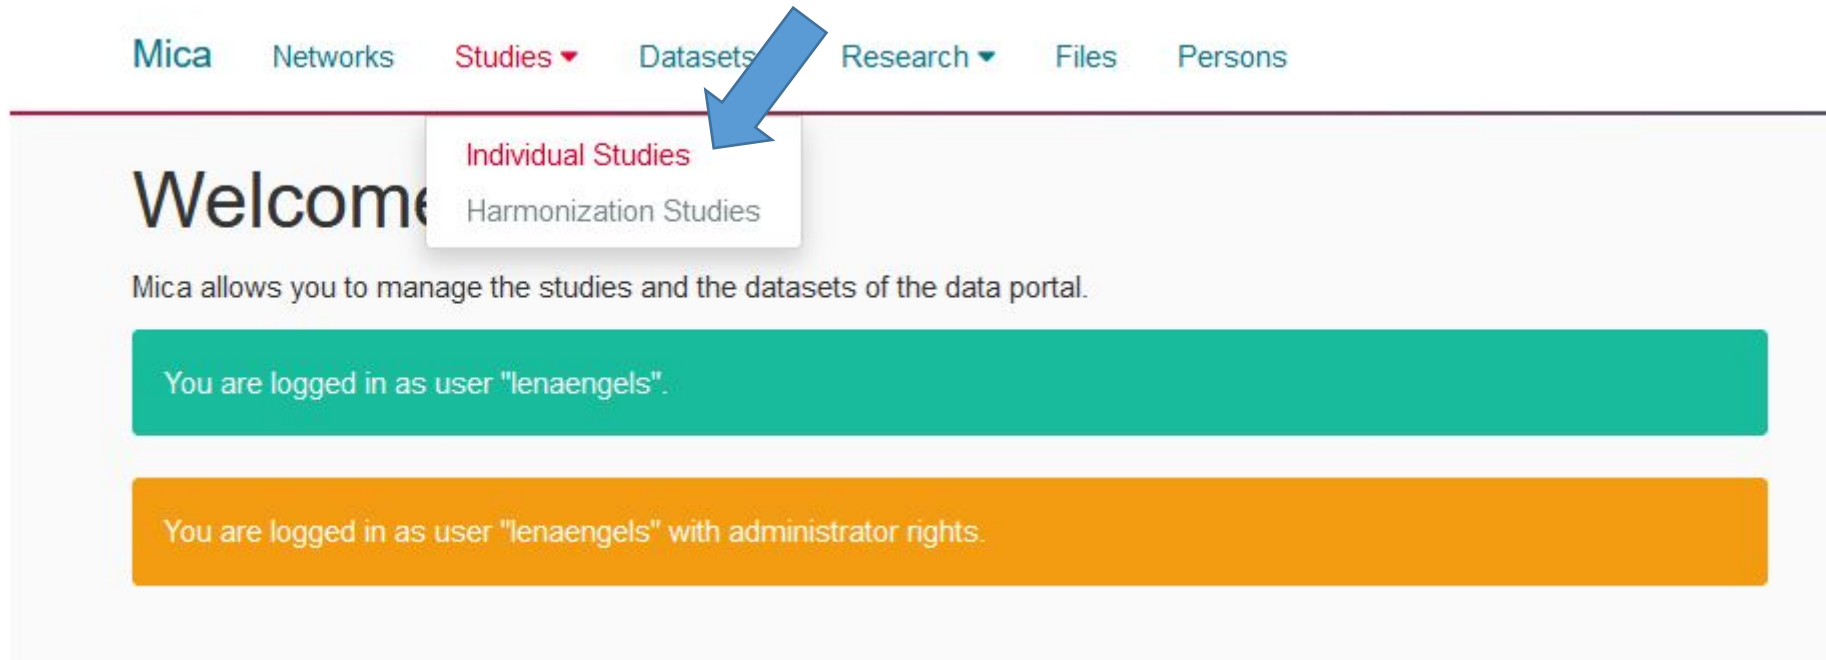 Mica Networks Studies Datasets Research Files Persons
Individual Studies
Harmonization Studies
Welcome
Mica allows you to manage the studies and the datasets of the data portal.
You are logged in as user "lenaengels".
You are logged in as user "lenaengels" with administrator rights.